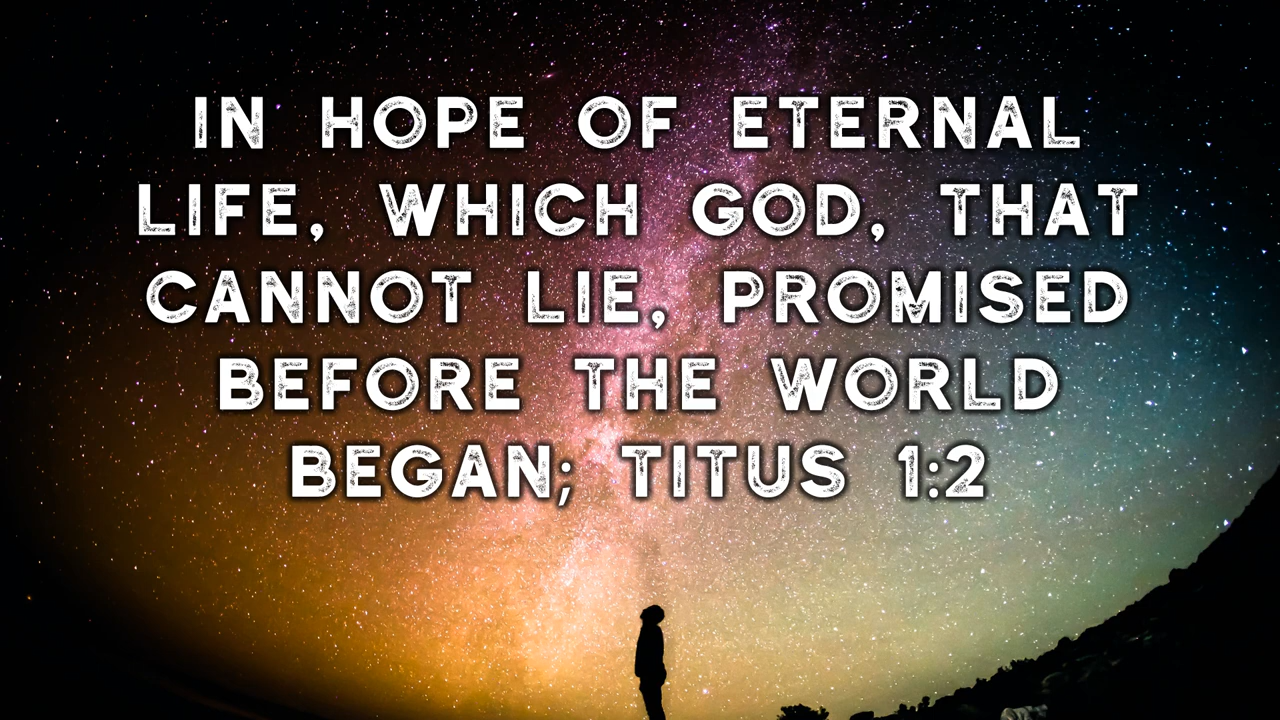 IN HOPE OF ETERNAL
LIFE, WHICH GOD, THAT
CANNOT LIE, PROMISED
BEFORE THE WORLD
BEGAN; TITUS 1:2